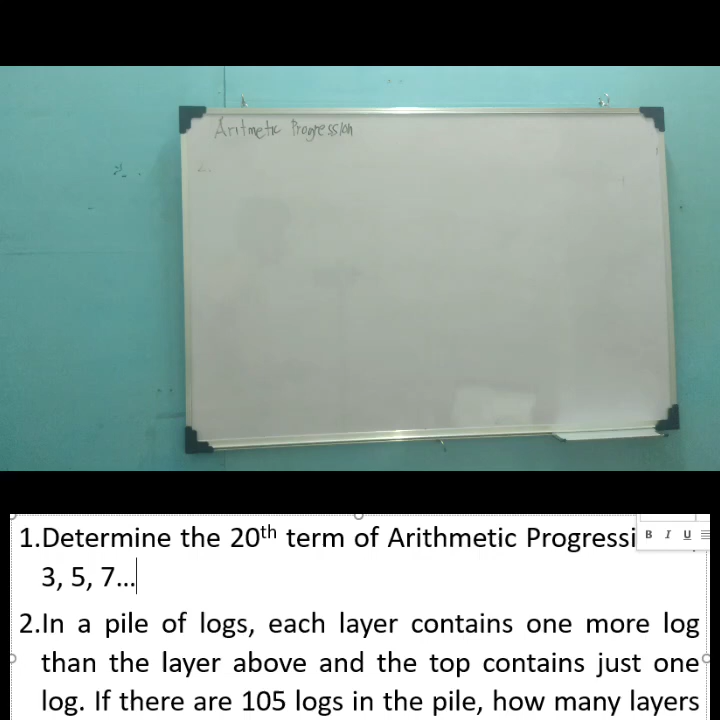 Aritmetic Progression
2.
1.Determine the 20th term of Arithmetic Progressi
3, 5, 7...
B I U
2.In a pile of logs, each layer contains one more log
than the layer above and the top contains just one
log. If there are 105 logs in the pile, how many layers